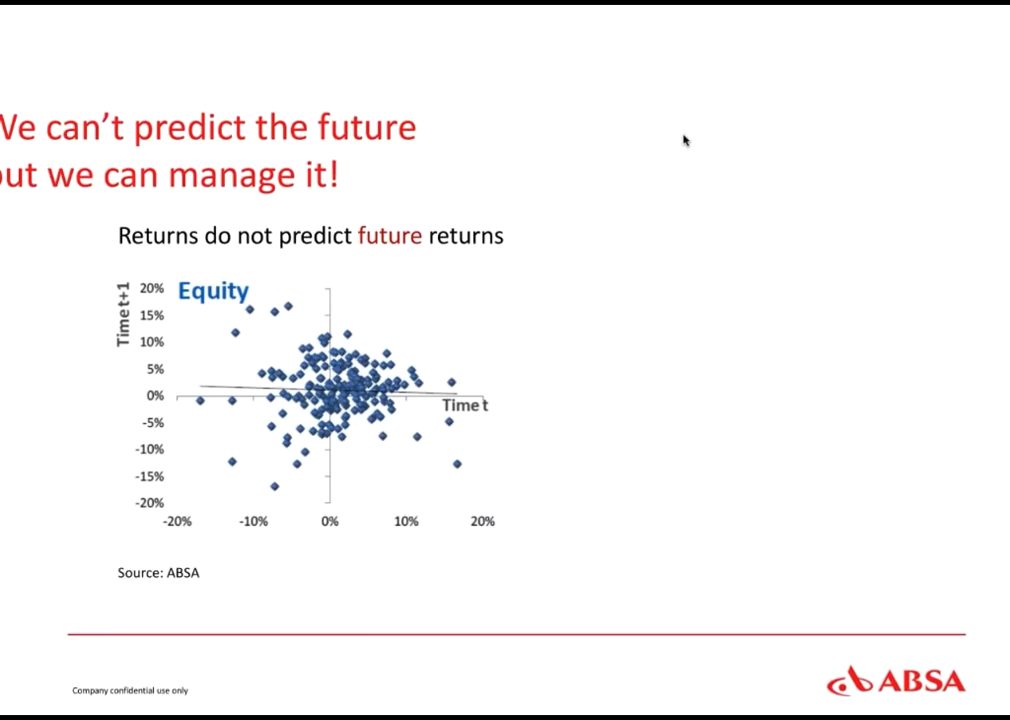 We can't predict the future
but we can manage it!
Returns do not predict future returns
Equity
Time t+1
20%
15%
10%
5%
0%
-5%
-10%
-15%
-20%
Time t
-20%
-10%
0%
10%
20%
Source: ABSA
Company confidential use only
ABSA